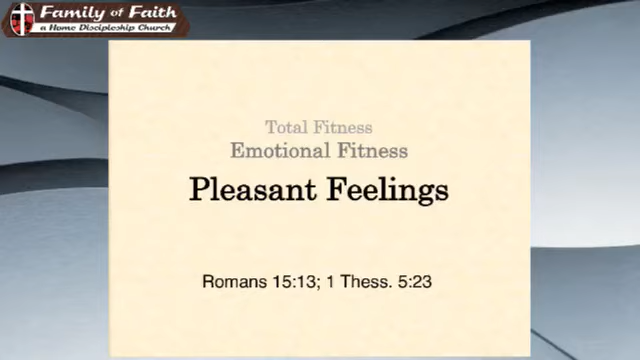 Family of Faith
a Home Discipleship Church
Total Fitness
Emotional Fitness
Pleasant Feelings
Romans 15:13; 1 Thess. 5:23